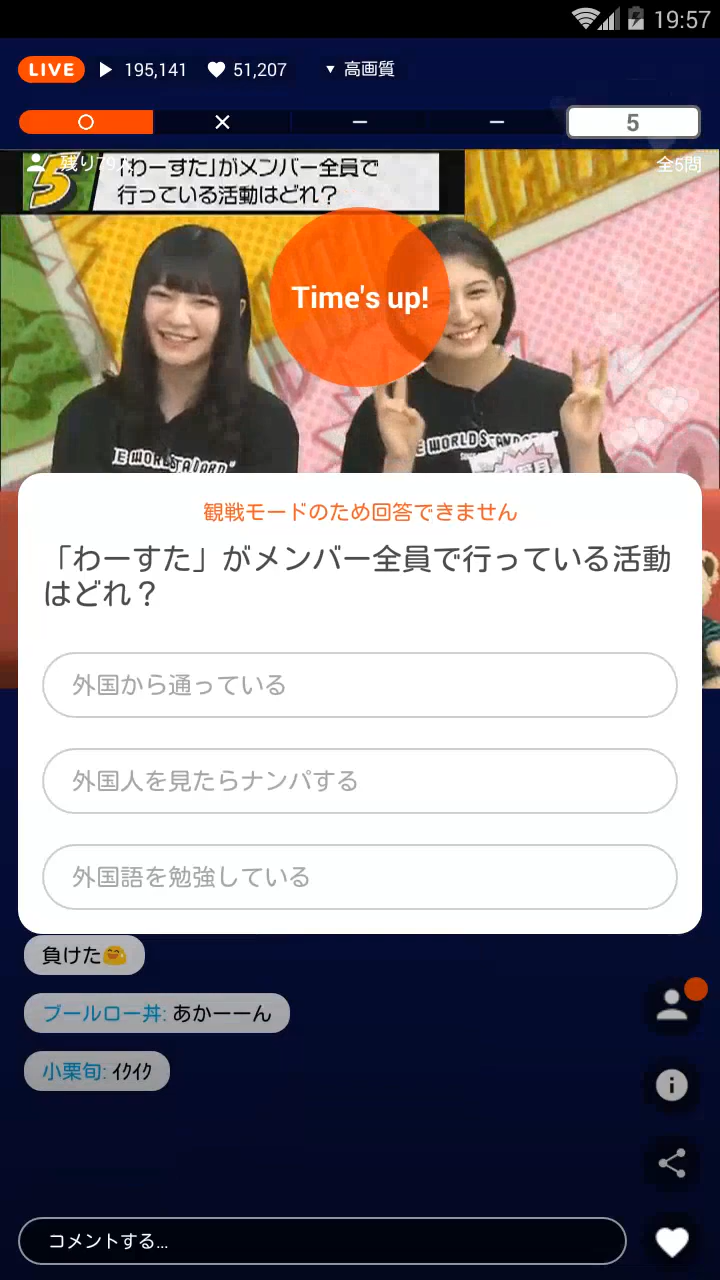 19:57
LIVE 195,141 51,207 ▼ 高画質
○ × – – 5
残り79人 全5問
5 「わーすた」がメンバー全員で
行っている活動はどれ？
Time's up!
WORLD
観戦モードのため回答できません
「わーすた」がメンバー全員で行っている活動
はどれ？
外国から通っている
外国人を見たらナンパする
外国語を勉強している
負けた😅
ブールロー丼: あかーーん
小栗旬: ｲｸｲｸ
コメントする...